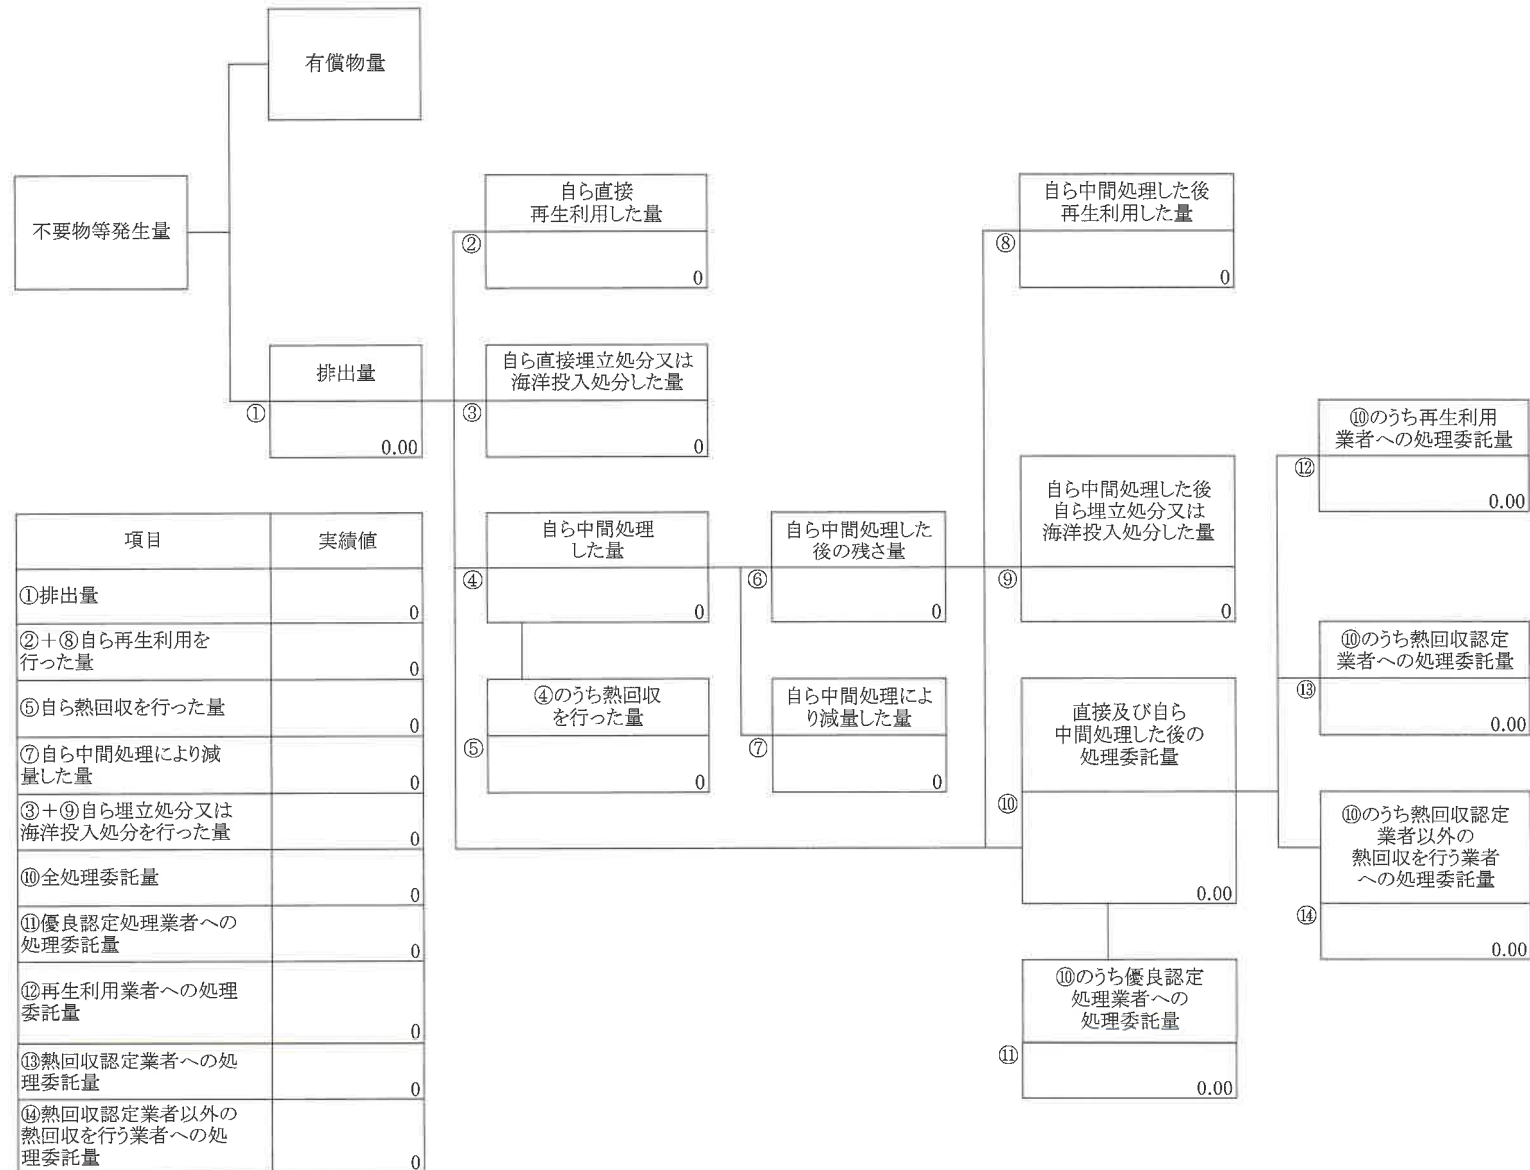 有償物量
不要物等発生量
排出量
①
0.00
自ら直接
再生利用した量
②
0
自ら直接埋立処分又は
海洋投入処分した量
③
0
自ら中間処理
した量
④
0
④のうち熱回収
を行った量
⑤
0
自ら中間処理した
後の残さ量
⑥
0
自ら中間処理によ
り減量した量
⑦
0
自ら中間処理した後
再生利用した量
⑧
0
自ら中間処理した後
自ら埋立処分又は
海洋投入処分した量
⑨
0
直接及び自ら
中間処理した後の
処理委託量
⑩
0.00
⑩のうち優良認定
処理業者への
処理委託量
⑪
0.00
⑩のうち再生利用
業者への処理委託量
⑫
0.00
⑩のうち熱回収認定
業者への処理委託量
⑬
0.00
⑩のうち熱回収認定
業者以外の
熱回収を行う業者
への処理委託量
⑭
0.00
項目 実績値
①排出量
0
②+⑧自ら再生利用を
行った量
0
⑤自ら熱回収を行った量
0
⑦自ら中間処理により減
量した量
0
③+⑨自ら埋立処分又は
海洋投入処分を行った量
0
⑩全処理委託量
0
⑪優良認定処理業者への
処理委託量
0
⑫再生利用業者への処理
委託量
0
⑬熱回収認定業者への処
理委託量
0
⑭熱回収認定業者以外の
熱回収を行う業者への処
理委託量
0